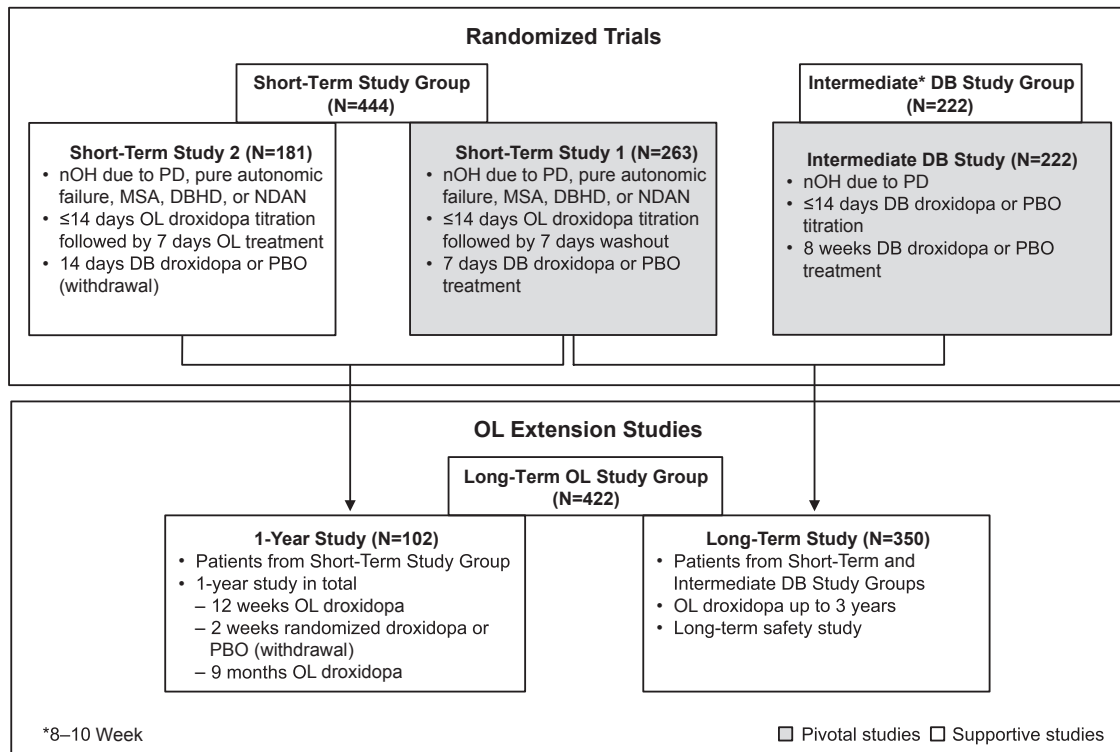 Randomized Trials
Short-Term Study Group
(N=444)
Intermediate* DB Study Group
(N=222)
Short-Term Study 2 (N=181)
• nOH due to PD, pure autonomic
failure, MSA, DBHD, or NDAN
• ≤14 days OL droxidopa titration
followed by 7 days OL treatment
• 14 days DB droxidopa or PBO
(withdrawal)
Short-Term Study 1 (N=263)
• nOH due to PD, pure autonomic
failure, MSA, DBHD, or NDAN
• ≤14 days OL droxidopa titration
followed by 7 days washout
• 7 days DB droxidopa or PBO
treatment
Intermediate DB Study (N=222)
• nOH due to PD
• ≤14 days DB droxidopa or PBO
titration
• 8 weeks DB droxidopa or PBO
treatment
OL Extension Studies
Long-Term OL Study Group
(N=422)
1-Year Study (N=102)
• Patients from Short-Term Study Group
• 1-year study in total
– 12 weeks OL droxidopa
– 2 weeks randomized droxidopa or
PBO (withdrawal)
– 9 months OL droxidopa
Long-Term Study (N=350)
• Patients from Short-Term and
Intermediate DB Study Groups
• OL droxidopa up to 3 years
• Long-term safety study
*8–10 Week
Pivotal studies
Supportive studies